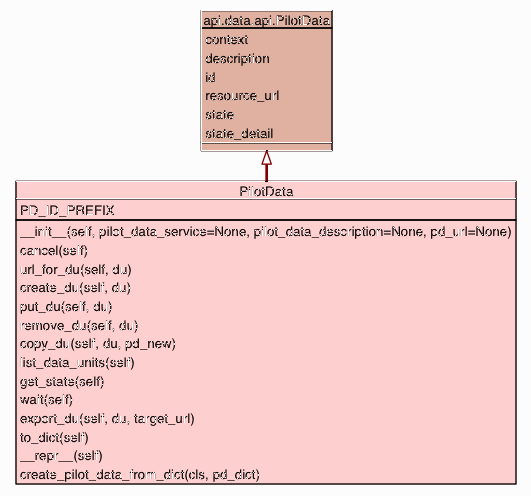 api.data.api.PilotData
context
description
id
resource_url
state
state_detail
PilotData
PD_ID_PREFIX
__init__(self, pilot_data_service=None, pilot_data_description=None, pd_url=None)
cancel(self)
url_for_du(self, du)
create_du(self, du)
put_du(self, du)
remove_du(self, du)
copy_du(self, du, pd_new)
list_data_units(self)
get_state(self)
wait(self)
export_du(self, du, target_url)
to_dict(self)
__repr__(self)
create_pilot_data_from_dict(cls, pd_dict)